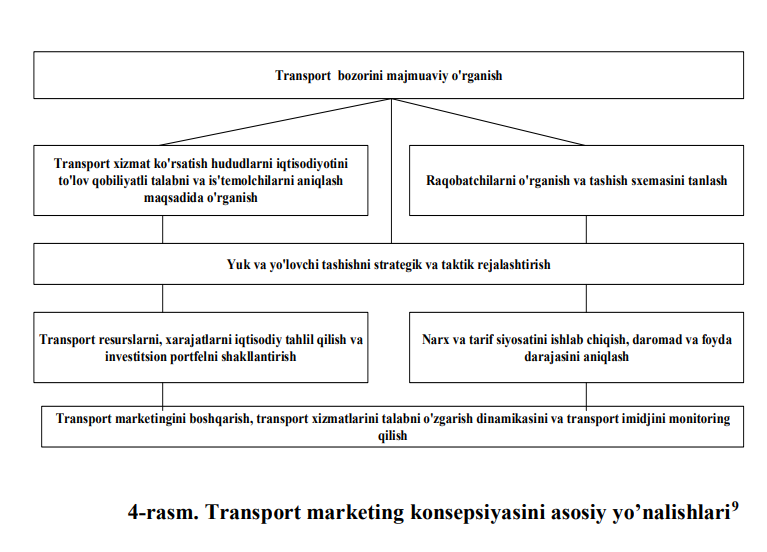 Transport bozorini majmuaviy o'rganish
Transport xizmat ko'rsatish hududlarni iqtisodiyotini
to'lov qobiliyatli talabni va is'temolchilarni aniqlash
maqsadida o'rganish
Raqobatchilarni o'rganish va tashish sxemasini tanlash
Yuk va yo'lovchi tashishni strategik va taktik rejalashtirish
Transport resurslarni, xarajatlarni iqtisodiy tahlil qilish va
investitsion portfelni shakllantirish
Narx va tarif siyosatini ishlab chiqish, daromad va foyda
darajasini aniqlash
Transport marketingini boshqarish, transport xizmatlarini talabni o'zgarish dinamikasini va transport imidjini monitoring
qilish
4-rasm. Transport marketing konsepsiyasini asosiy yo’nalishlari⁹